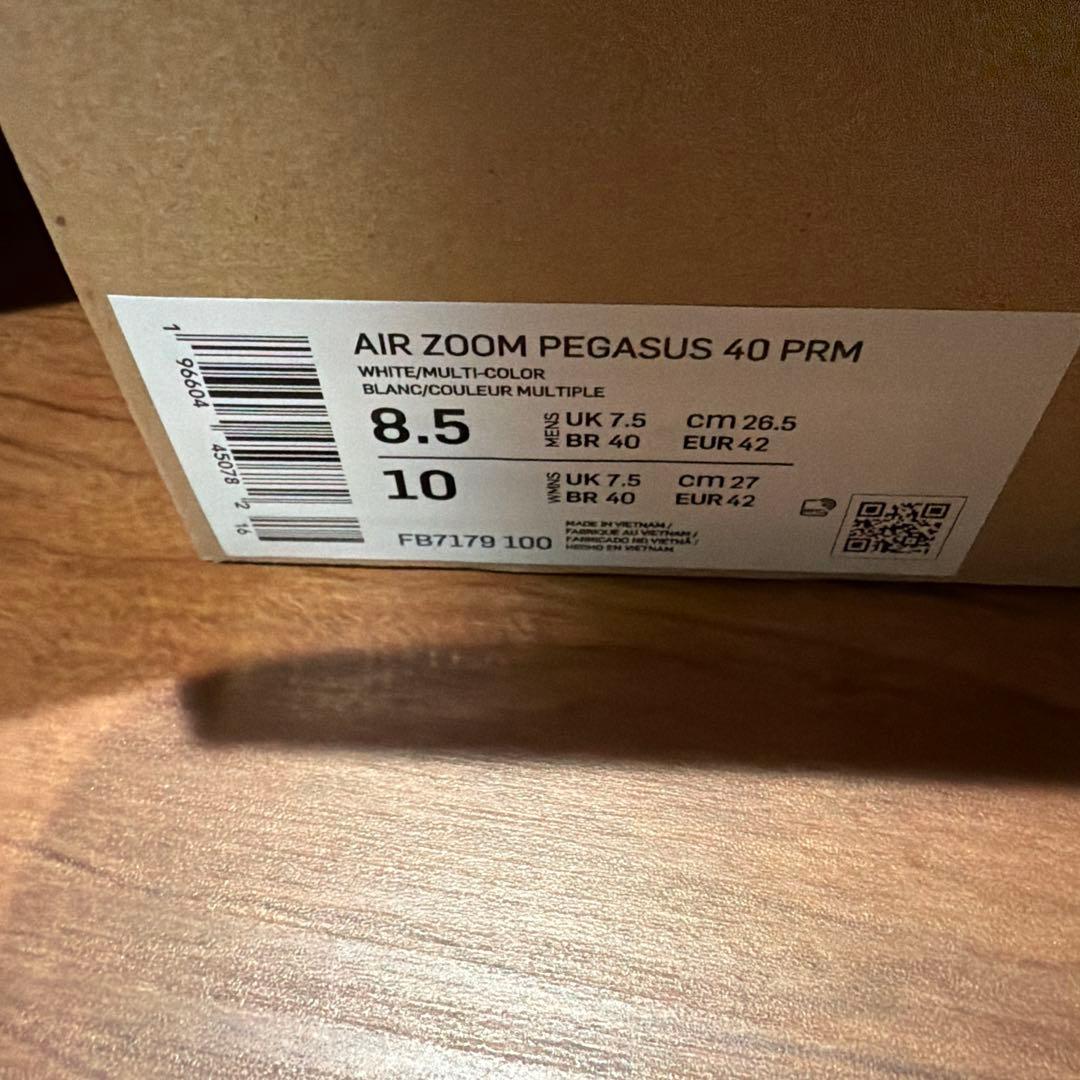 AIR ZOOM PEGASUS 40 PRM
WHITE/MULTI-COLOR
BLANC/COULEUR MULTIPLE
8.5 MENS UK 7.5 cm 26.5
BR 40 EUR 42
10 WMNS UK 7.5 cm 27
BR 40 EUR 42
FB7179 100
MADE IN VIETNAM /
FABRIQUE AU VIETNAM /
FABRICADO NO VIETNÃ /
HECHO EN VIETNAM
1 96604 45078 2 16